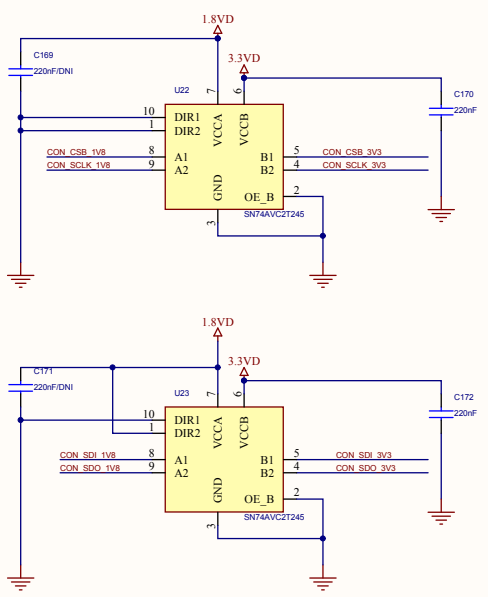 1.8VD
C169
220nF/DNI
3.3VD
C170
220nF
U22
7
6
10 DIR1 VCCA VCCB
1 DIR2
CON_CSB_1V8 8 A1 B1 5 CON_CSB_3V3
CON_SCLK_1V8 9 A2 B2 4 CON_SCLK_3V3
GND OE_B 2
3 SN74AVC2T245
1.8VD
C171
220nF/DNI
3.3VD
C172
220nF
U23
7
6
10 DIR1 VCCA VCCB
1 DIR2
CON_SDI_1V8 8 A1 B1 5 CON_SDI_3V3
CON_SDO_1V8 9 A2 B2 4 CON_SDO_3V3
GND OE_B 2
3 SN74AVC2T245